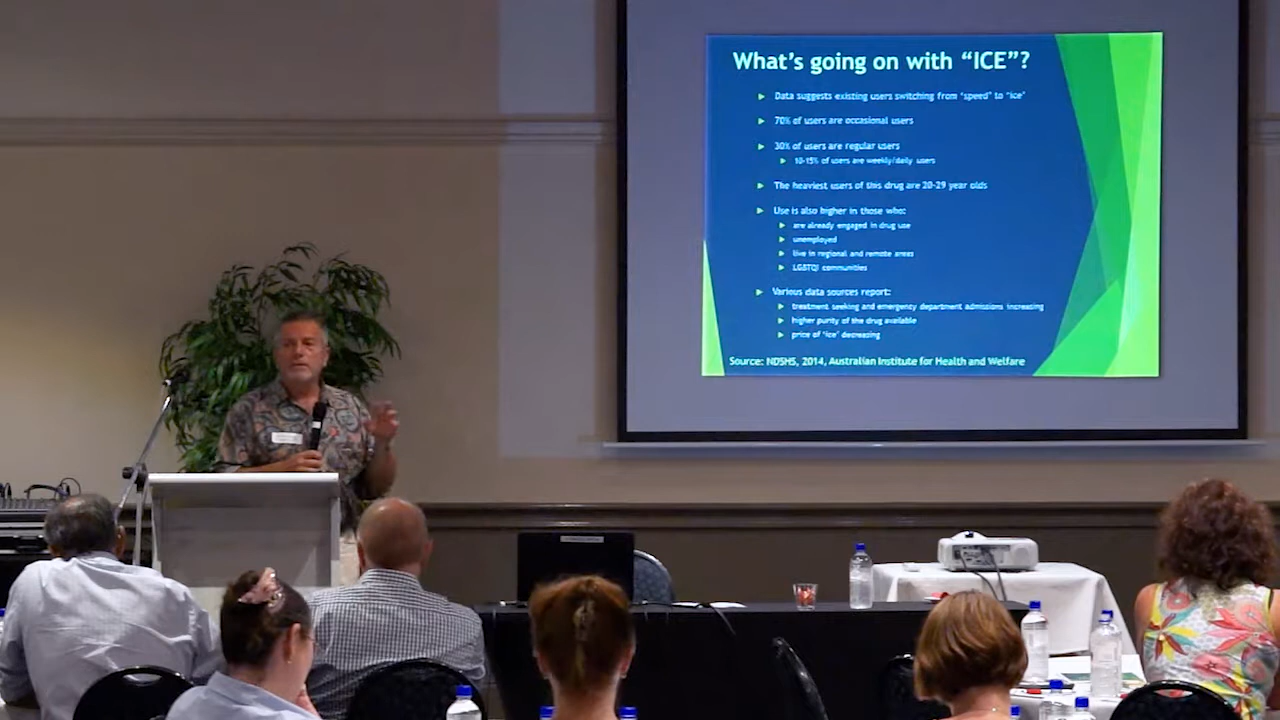 What's going on with “ICE”?
Data suggests existing users switching from “speed” to “ice”
70% of users are occasional users
30% of users are regular users
10-15% of users are weekly/daily users
The heaviest users of this drug are 20-29 year olds
Use is also higher in those who:
are already engaged in drug use
unemployed
live in regional and remote areas
LGBTQI communities
Various data sources report:
treatment seeking and emergency department admissions increasing
higher purity of the drug available
price of “ice” decreasing
Source: NDSHS, 2014, Australian Institute for Health and Welfare